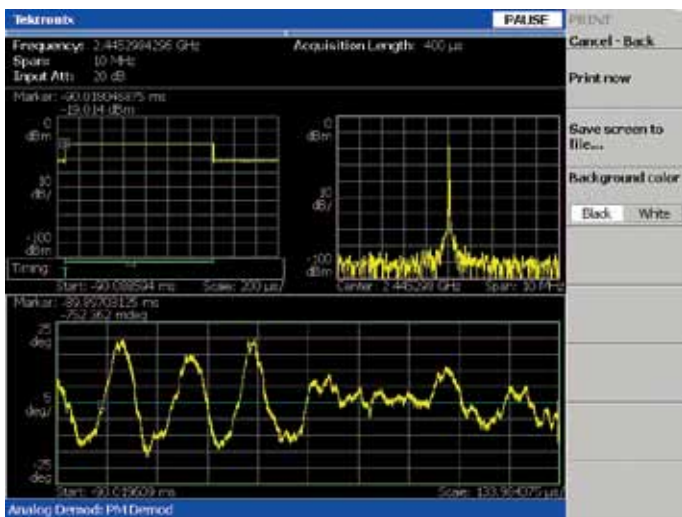 Tektronix
PAUSE
PRINT
Frequency: 2.4452984296 GHz
Acquisition Length: 400 µs
Span: 10 MHz
Input Att: 20 dB
Cancel - Back
Print now
Save screen to file...
Background color
Black White
Marker: -90.018046875 ms
-19.014 dBm
0
dBm
10
dB/
-100
dBm
0
dBm
10
dB/
-100
dBm
Timing
Start: -90.088594 ms
Scale: 200 µs/
Center: 2.445298 GHz
Span: 10 MHz
Marker: -89.89703125 ms
-752.362 mdeg
25
deg
5
deg/
-25
deg
Start: -90.019609 ms
Scale: 133.984375 µs/
Analog Demod: PM Demod